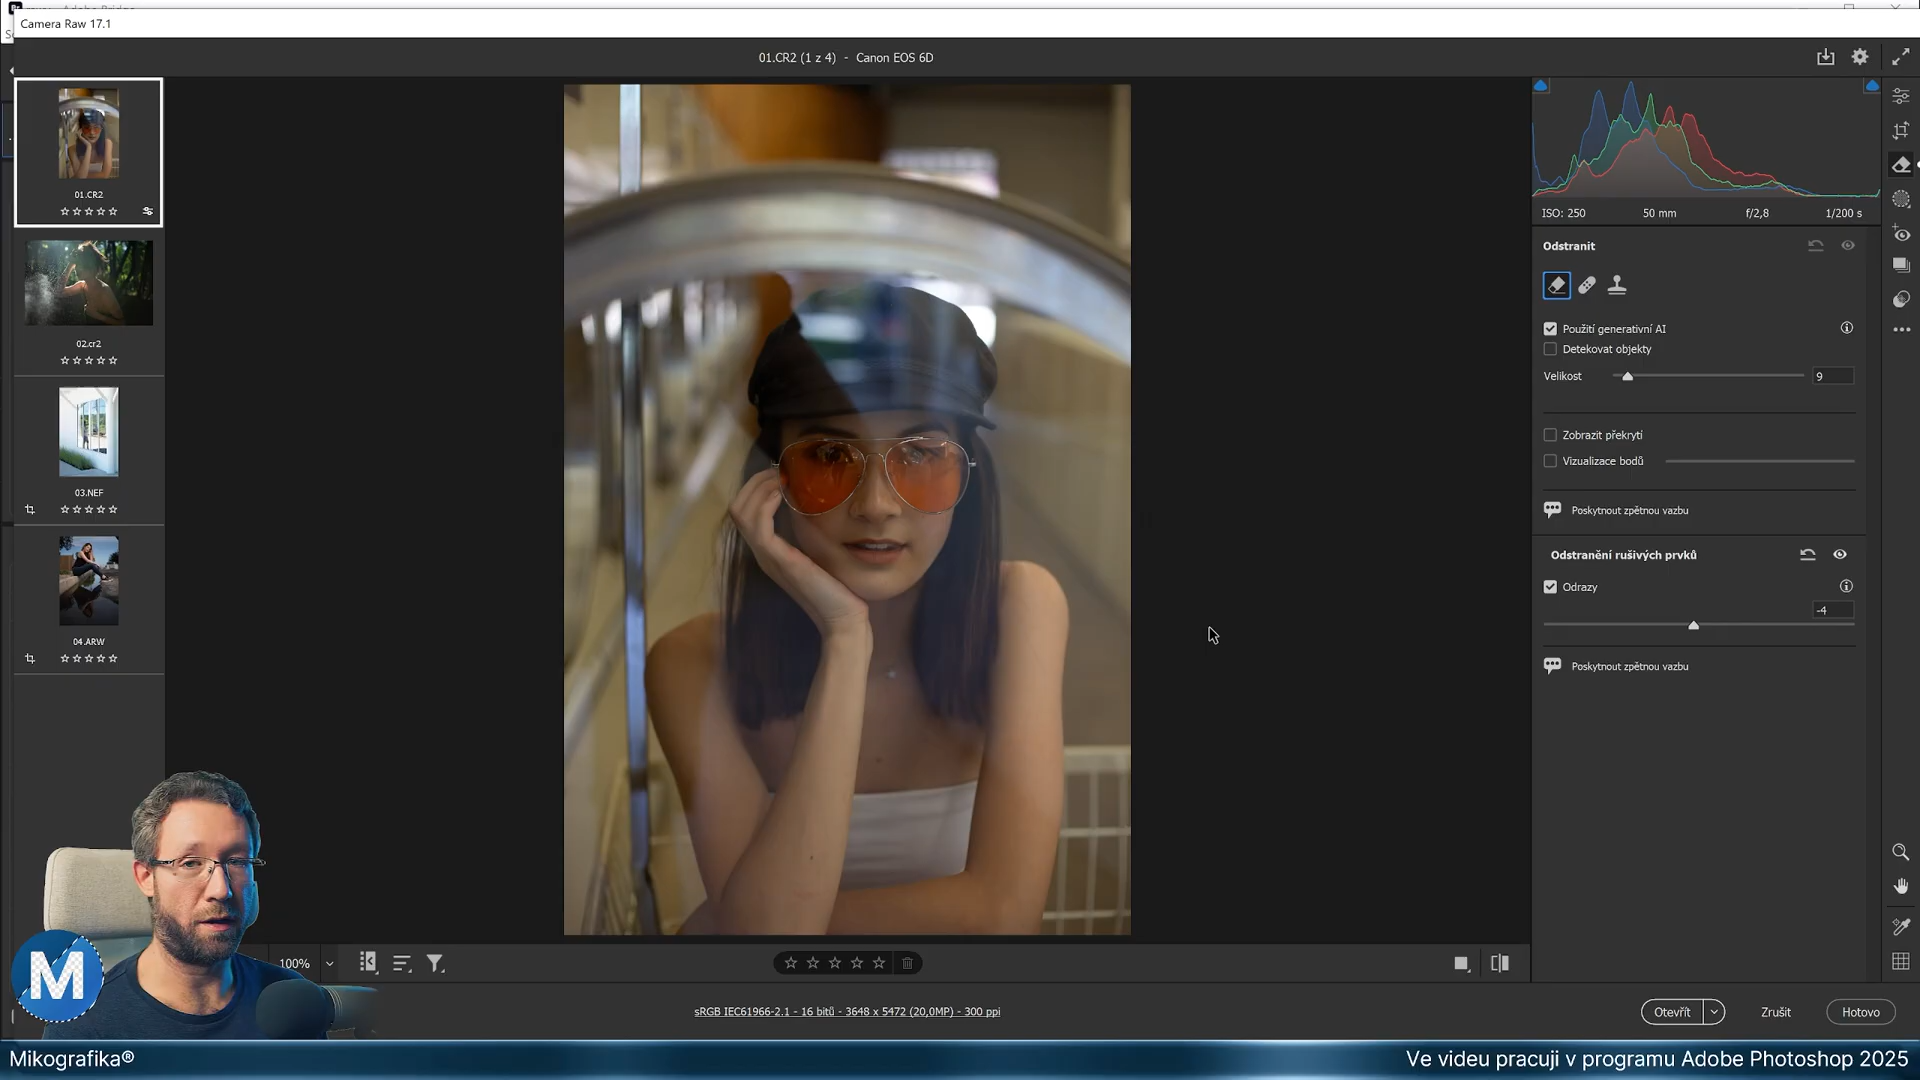 Camera Raw 17.1
01.CR2 (1 z 4) - Canon EOS 6D
01.CR2
02.cr2
03.NEF
04.ARW
ISO: 250 50 mm f/2,8 1/200 s
Odstranit
Použití generativní AI
Detekovat objekty
Velikost 9
Zobrazit překrytí
Vizualizace bodů
Poskytnout zpětnou vazbu
Odstranění rušivých prvků
Odrazy
-4
Poskytnout zpětnou vazbu
100%
sRGB IEC61966-2.1 - 16 bitů - 3648 x 5472 (20,0MP) - 300 ppi
Otevřít Zrušit Hotovo
M
Mikografika® Ve videu pracuji v programu Adobe Photoshop 2025